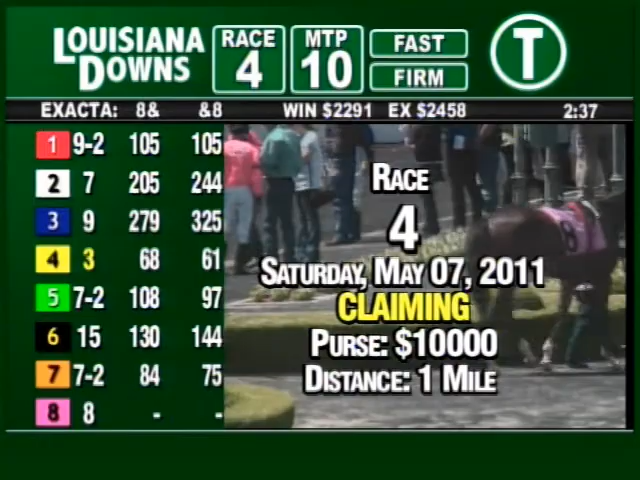 LOUISIANA DOWNS
RACE 4
MTP 10
FAST
FIRM
T
EXACTA: 8& &8 WIN $2291 EX $2458 2:37
1 9-2 105 105
2 7 205 244
3 9 279 325
4 3 68 61
5 7-2 108 97
6 15 130 144
7 7-2 84 75
8 8 - -
RACE
4
SATURDAY, MAY 07, 2011
CLAIMING
PURSE: $10000
DISTANCE: 1 MILE
8